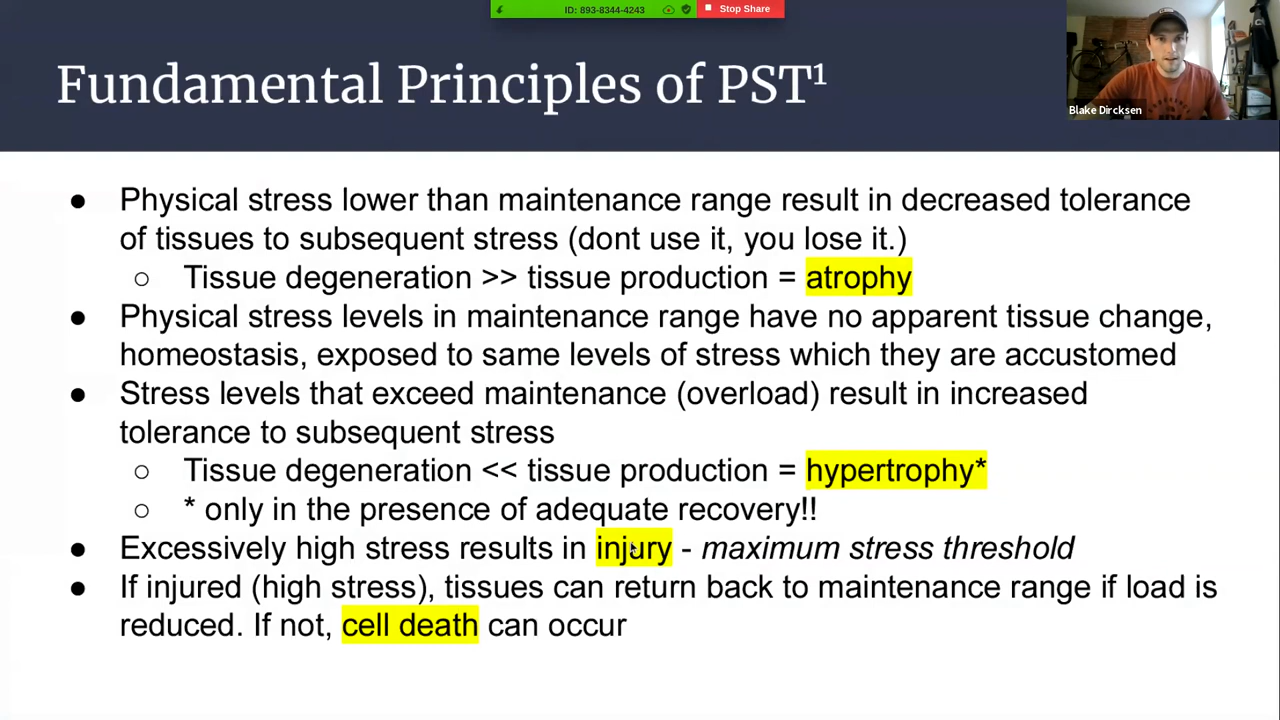 ID: 893-8344-4243
Stop Share
Fundamental Principles of PST¹
Blake Dircksen
● Physical stress lower than maintenance range result in decreased tolerance
of tissues to subsequent stress (dont use it, you lose it.)
○ Tissue degeneration >> tissue production = atrophy
● Physical stress levels in maintenance range have no apparent tissue change,
homeostasis, exposed to same levels of stress which they are accustomed
● Stress levels that exceed maintenance (overload) result in increased
tolerance to subsequent stress
○ Tissue degeneration << tissue production = hypertrophy*
○ * only in the presence of adequate recovery!!
● Excessively high stress results in injury - maximum stress threshold
● If injured (high stress), tissues can return back to maintenance range if load is
reduced. If not, cell death can occur